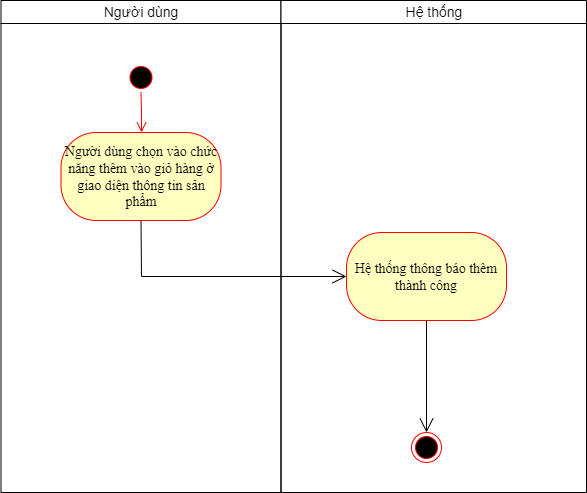 Người dùng
Hệ thống
Người dùng chọn vào chức
năng thêm vào giỏ hàng ở
giao diện thông tin sản
phẩm
Hệ thống thông báo thêm
thành công